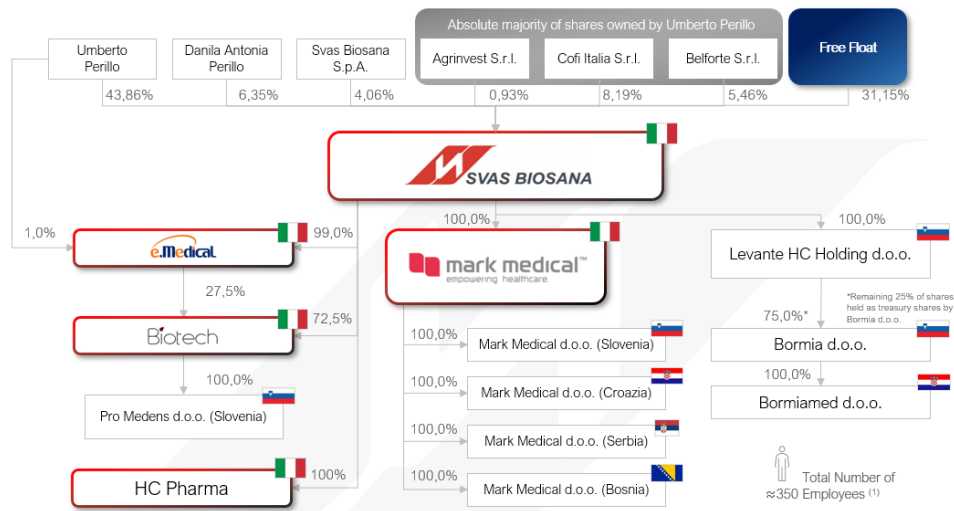 Absolute majority of shares owned by Umberto Perillo
Umberto
Perillo
Danila Antonia
Perillo
Svas Biosana
S.p.A.
Agrinvest S.r.l.
Cofi Italia S.r.l.
Belforte S.r.l.
Free Float
43,86%
6,35%
4,06%
0,93%
8,19%
5,46%
31,15%
SVAS BIOSANA
1,0%
e.Medical
99,0%
100,0%
mark medical™
empowering healthcare.
100,0%
Levante HC Holding d.o.o.
27,5%
*Remaining 25% of shares
held as treasury shares by
Bormia d.o.o.
75,0%*
Biotech
72,5%
100,0%
Mark Medical d.o.o. (Slovenia)
Bormia d.o.o.
100,0%
Pro Medens d.o.o. (Slovenia)
100,0%
Mark Medical d.o.o. (Croazia)
100,0%
Bormiamed d.o.o.
100,0%
Mark Medical d.o.o. (Serbia)
HC Pharma
100%
100,0%
Mark Medical d.o.o. (Bosnia)
Total Number of
≈350 Employees (1)